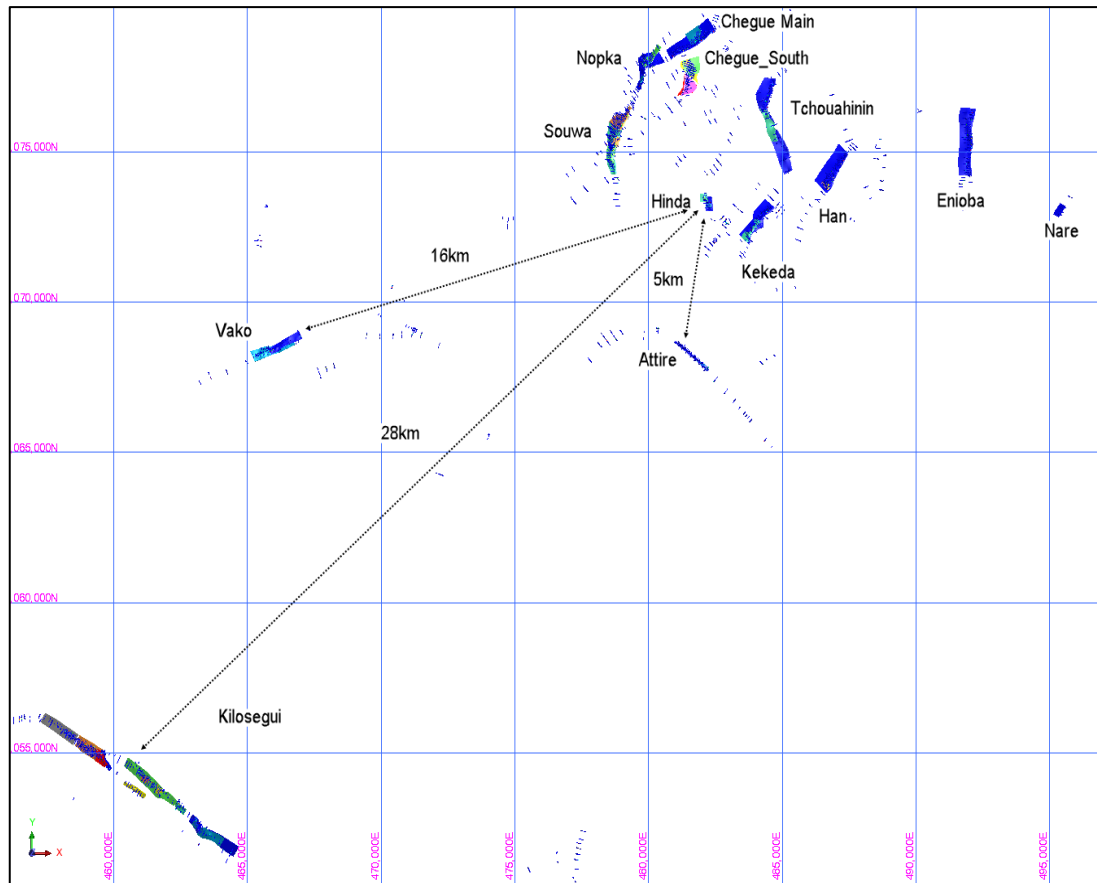 Chegue Main
Nopka
Chegue_South
Tchouahinin
Souwa
075,000N
Hinda
Han
Enioba
Nare
16km
Kekeda
5km
070,000N
Vako
Attire
28km
065,000N
060,000N
Kilosegui
055,000N
Y
X
460,000E
465,000E
470,000E
475,000E
480,000E
485,000E
490,000E
495,000E